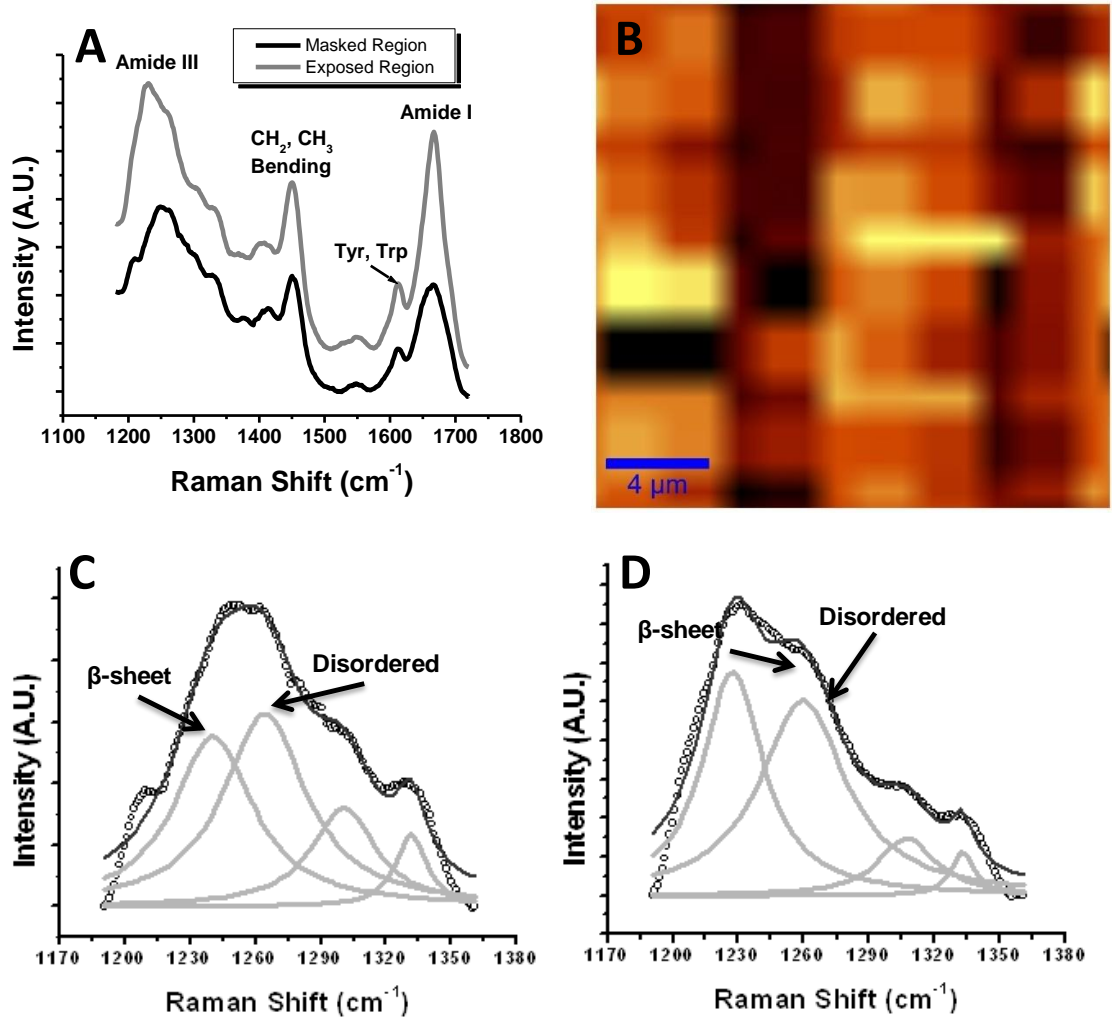 A
Masked Region
Exposed Region
Amide III
Amide I
CH2, CH3
Bending
Tyr, Trp
Intensity (A.U.)
1100 1200 1300 1400 1500 1600 1700 1800
Raman Shift (cm-1)
B
4 µm
C
β-sheet
Disordered
Intensity (A.U.)
1170 1200 1230 1260 1290 1320 1350 1380
Raman Shift (cm-1)
D
β-sheet
Disordered
Intensity (A.U.)
1170 1200 1230 1260 1290 1320 1350 1380
Raman Shift (cm-1)